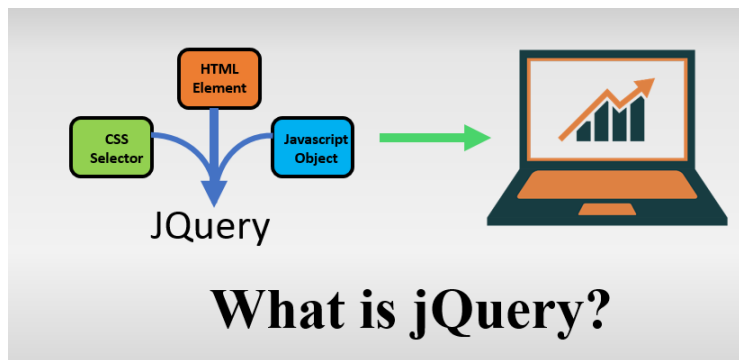 HTML
Element
CSS
Selector
Javascript
Object
JQuery
What is jQuery?